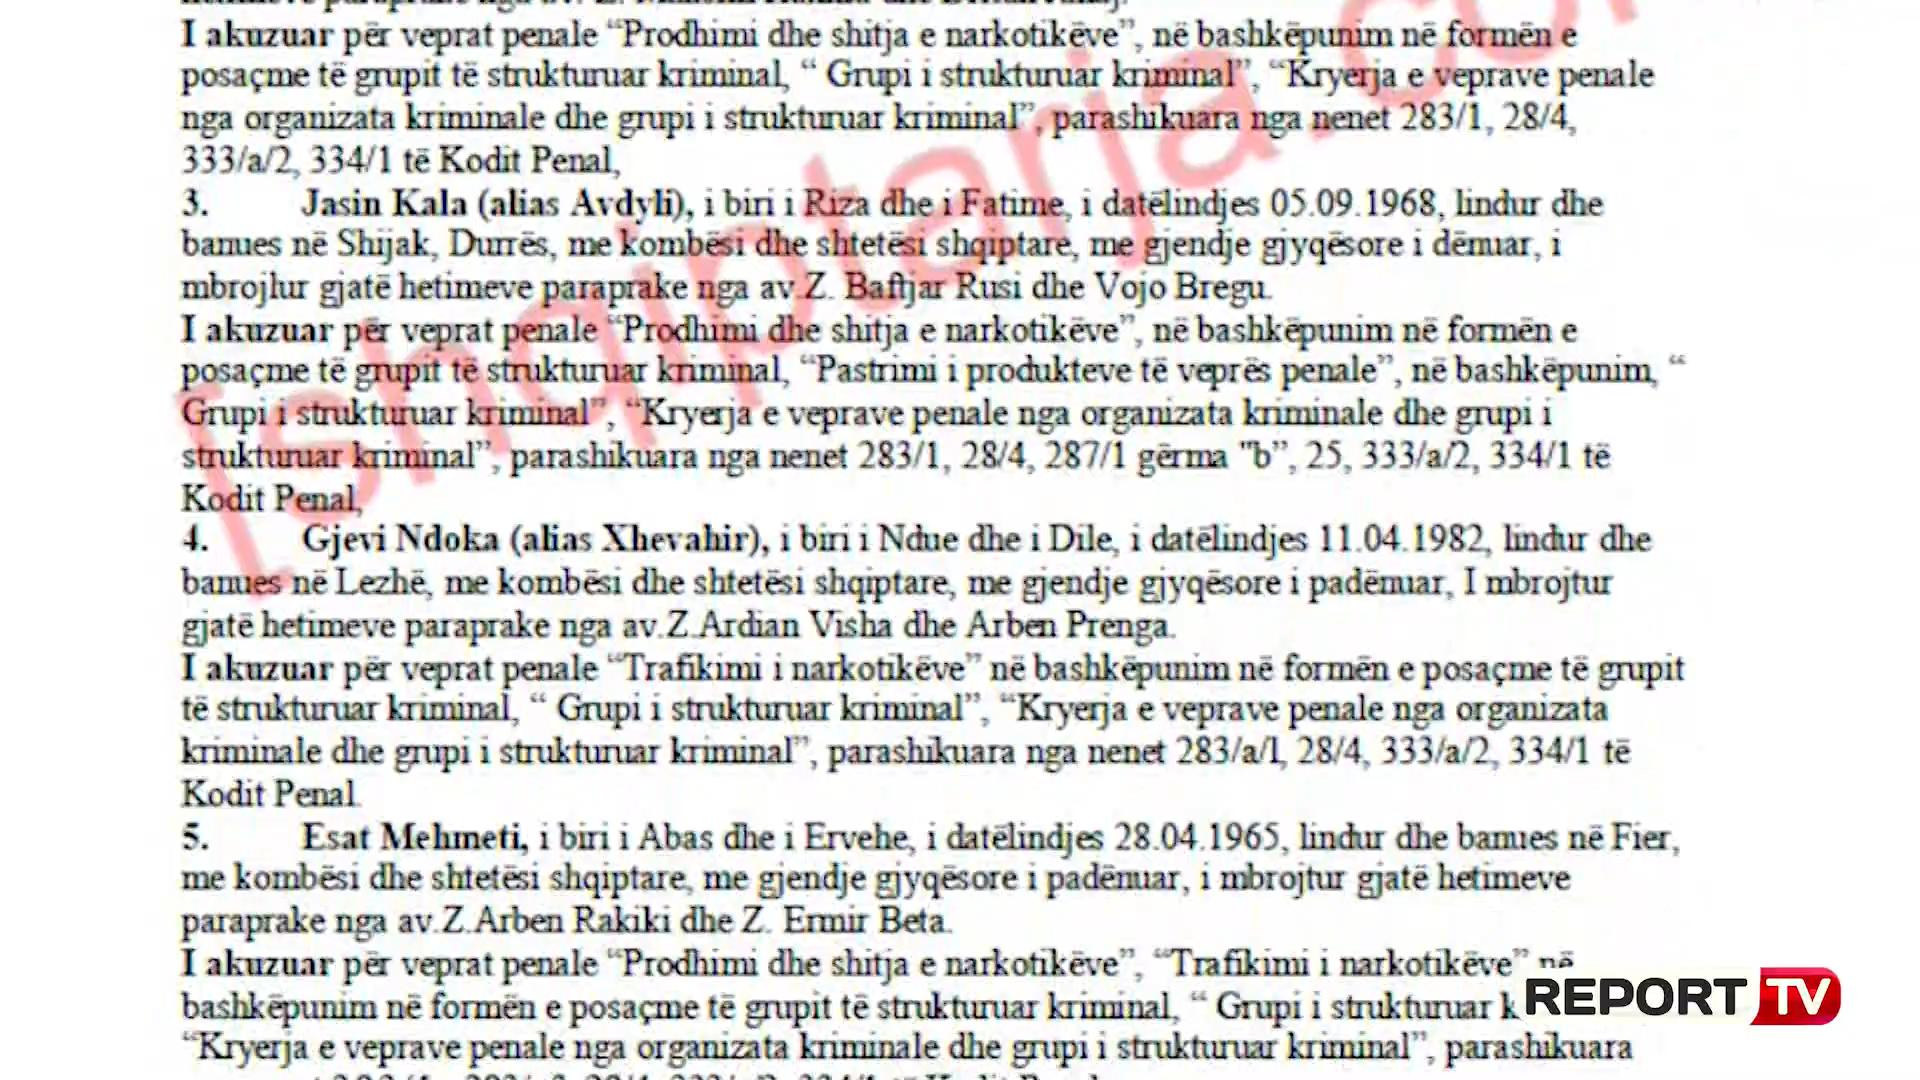 I akuzuar për veprat penale “Prodhimi dhe shitja e narkotikëve”, në bashkëpunim në formën e
posaçme të grupit të strukturuar kriminal, “ Grupi i strukturuar kriminal”, “Kryerja e veprave penale
nga organizata kriminale dhe grupi i strukturuar kriminal”, parashikuara nga nenet 283/1, 28/4,
333/a/2, 334/1 të Kodit Penal,
3. Jasin Kala (alias Avdyli), i biri i Riza dhe i Fatime, i datëlindjes 05.09.1968, lindur dhe
banues në Shijak, Durrës, me kombësi dhe shtetësi shqiptare, me gjendje gjyqësore i dënuar, i
mbrojlur gjatë hetimeve paraprake nga av.Z. Baftjar Rusi dhe Vojo Bregu.
I akuzuar për veprat penale “Prodhimi dhe shitja e narkotikëve”, në bashkëpunim në formën e
posaçme të grupit të strukturuar kriminal, “Pastrimi i produkteve të veprës penale”, në bashkëpunim, “
Grupi i strukturuar kriminal”, “Kryerja e veprave penale nga organizata kriminale dhe grupi i
strukturuar kriminal”, parashikuara nga nenet 283/1, 28/4, 287/1 gërma "b”, 25, 333/a/2, 334/1 të
Kodit Penal,
4. Gjevi Ndoka (alias Xhevahir), i biri i Ndue dhe i Dile, i datëlindjes 11.04.1982, lindur dhe
banues në Lezhë, me kombësi dhe shtetësi shqiptare, me gjendje gjyqësore i padënuar, I mbrojtur
gjatë hetimeve paraprake nga av.Z.Ardian Visha dhe Arben Prenga.
I akuzuar për veprat penale “Trafikimi i narkotikëve” në bashkëpunim në formën e posaçme të grupit
të strukturuar kriminal, “ Grupi i strukturuar kriminal”, “Kryerja e veprave penale nga organizata
kriminale dhe grupi i strukturuar kriminal”, parashikuara nga nenet 283/a/l, 28/4, 333/a/2, 334/1 të
Kodit Penal.
5. Esat Mehmeti, i biri i Abas dhe i Ervehe, i datëlindjes 28.04.1965, lindur dhe banues në Fier,
me kombësi dhe shtetësi shqiptare, me gjendje gjyqësore i padënuar, i mbrojtur gjatë hetimeve
paraprake nga av.Z.Arben Rakiki dhe Z. Ermir Beta.
I akuzuar për veprat penale “Prodhimi dhe shitja e narkotikëve”, “Trafikimi i narkotikëve” në
bashkëpunim në formën e posaçme të grupit të strukturuar kriminal, “ Grupi i strukturuar k
“Kryerja e veprave penale nga organizata kriminale dhe grupi i strukturuar kriminal”, parashikuara
[shqiptarja.co
REPORT TV